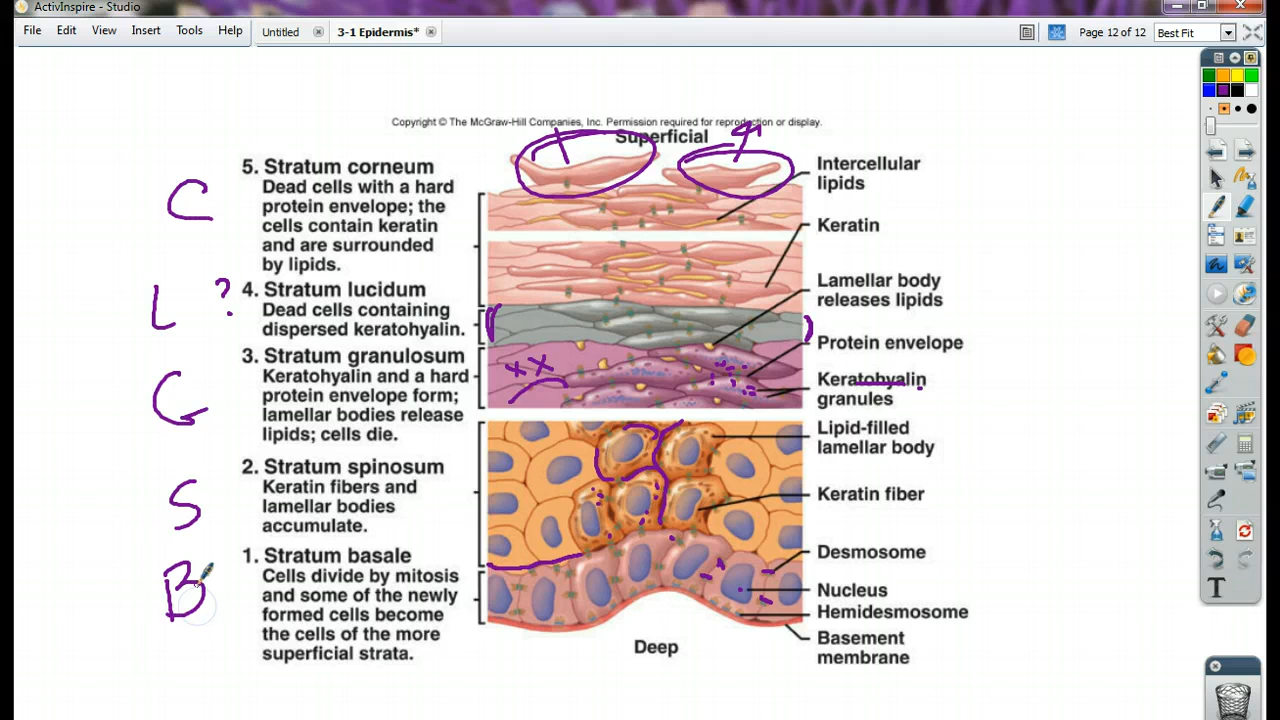 ActivInspire - Studio
File Edit View Insert Tools Help Untitled 3-1 Epidermis* Page 12 of 12 Best Fit
Copyright © The McGraw-Hill Companies, Inc. Permission required for reproduction or display.
Superficial
5. Stratum corneum
Dead cells with a hard
protein envelope; the
cells contain keratin
and are surrounded
by lipids.
C
4. Stratum lucidum
Dead cells containing
dispersed keratohyalin.
L ?
3. Stratum granulosum
Keratohyalin and a hard
protein envelope form;
lamellar bodies release
lipids; cells die.
G
2. Stratum spinosum
Keratin fibers and
lamellar bodies
accumulate.
S
1. Stratum basale
Cells divide by mitosis
and some of the newly
formed cells become
the cells of the more
superficial strata.
B
Intercellular
lipids
Keratin
Lamellar body
releases lipids
Protein envelope
Keratohyalin
granules
Lipid-filled
lamellar body
Keratin fiber
Desmosome
Nucleus
Hemidesmosome
Basement
membrane
Deep
x x
T